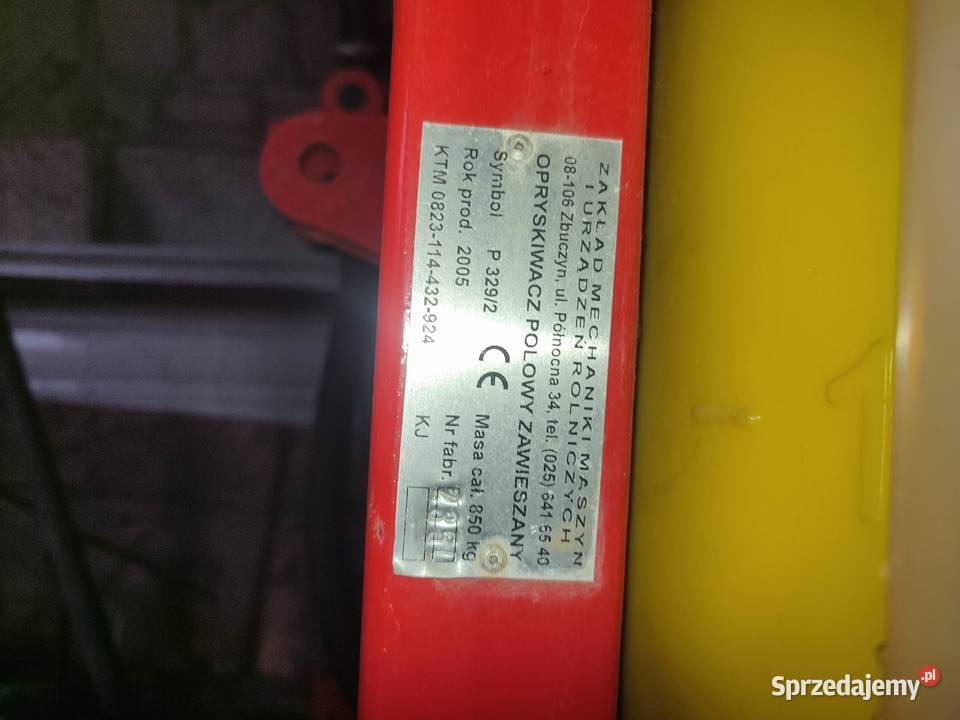 ZAKŁAD MECHANIKI MASZYN
I URZĄDZEŃ ROLNICZYCH
08-106 Zbuczyn, ul. Północna 34, tel. (025) 641 65 40
OPRYSKIWACZ POLOWY ZAWIESZANY
Symbol P 329/2 CE Masa cał. 850 kg
Rok prod. 2005 Nr fabr.
KTM 0823-114-432-924 KJ
Sprzedajemy.pl